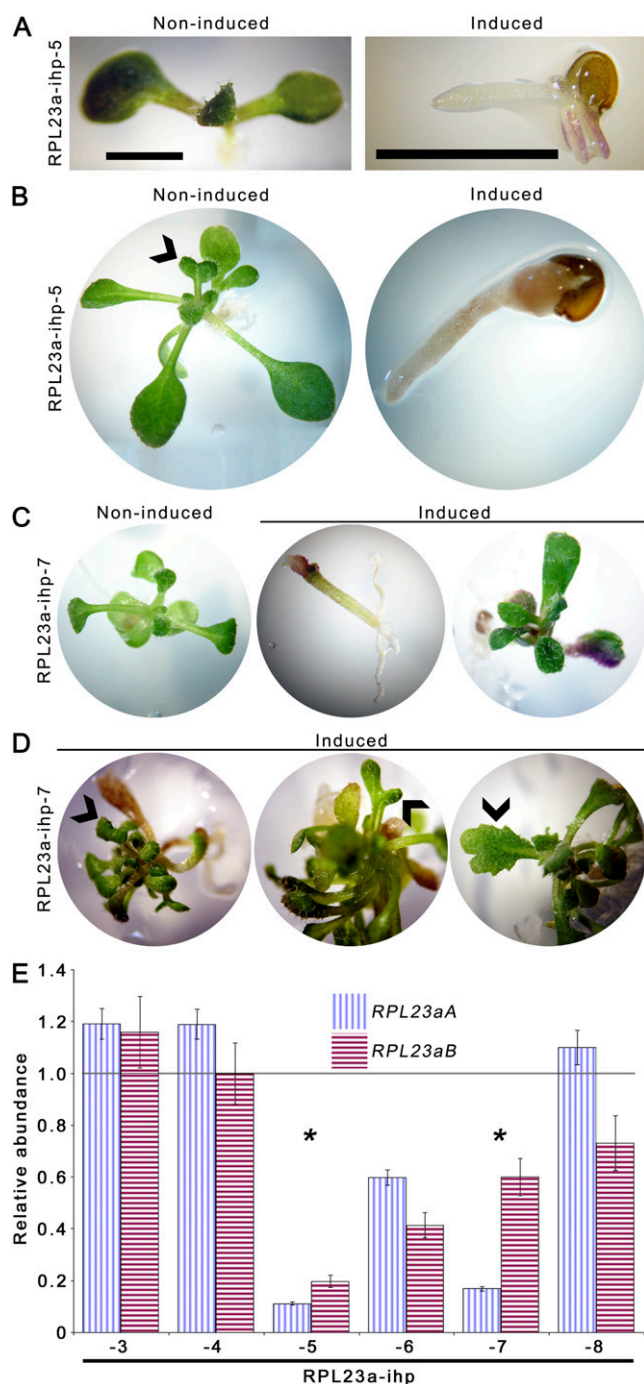 A
Non-induced Induced
RPL23a-ihp-5
B
Non-induced Induced
RPL23a-ihp-5
C
Non-induced Induced
RPL23a-ihp-7
D
Induced
RPL23a-ihp-7
E
Relative abundance
1.4
1.2
1.0
0.8
0.6
0.4
0.2
0
RPL23aA
RPL23aB
* *
-3 -4 -5 -6 -7 -8
RPL23a-ihp